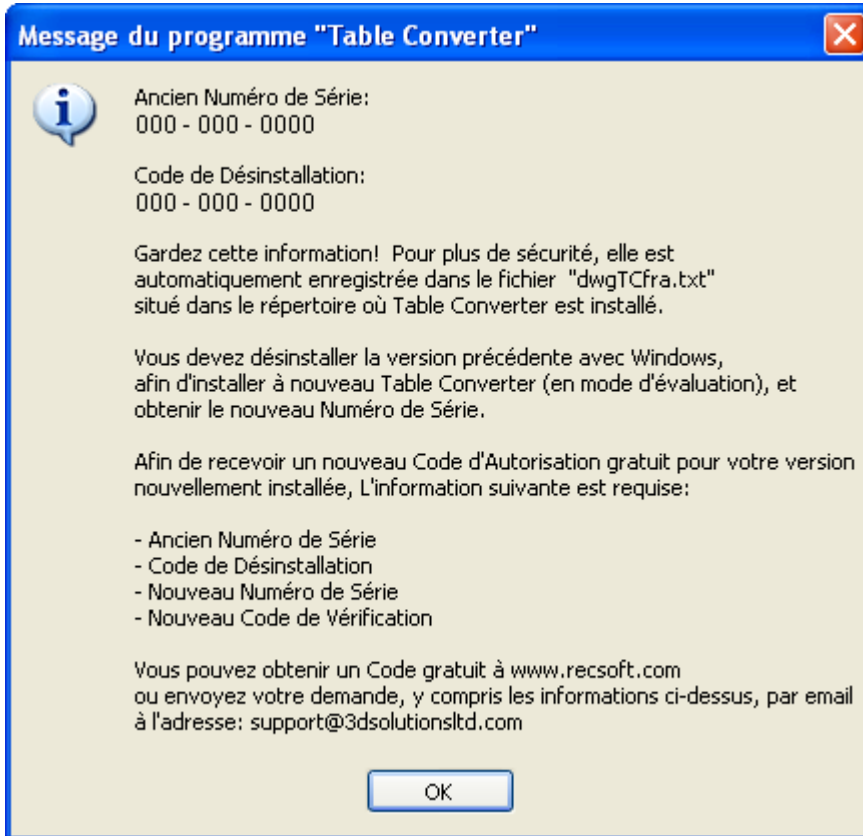 Message du programme "Table Converter"
Ancien Numéro de Série:
000 - 000 - 0000
Code de Désinstallation:
000 - 000 - 0000
Gardez cette information!  Pour plus de sécurité, elle est
automatiquement enregistrée dans le fichier  "dwgTCfra.txt"
situé dans le répertoire où Table Converter est installé.
Vous devez désinstaller la version précédente avec Windows,
afin d'installer à nouveau Table Converter (en mode d'évaluation), et
obtenir le nouveau Numéro de Série.
Afin de recevoir un nouveau Code d'Autorisation gratuit pour votre version
nouvellement installée, L'information suivante est requise:
- Ancien Numéro de Série
- Code de Désinstallation
- Nouveau Numéro de Série
- Nouveau Code de Vérification
Vous pouvez obtenir un Code gratuit à www.recsoft.com
ou envoyez votre demande, y compris les informations ci-dessus, par email
à l'adresse: support@3dsolutionsltd.com
OK